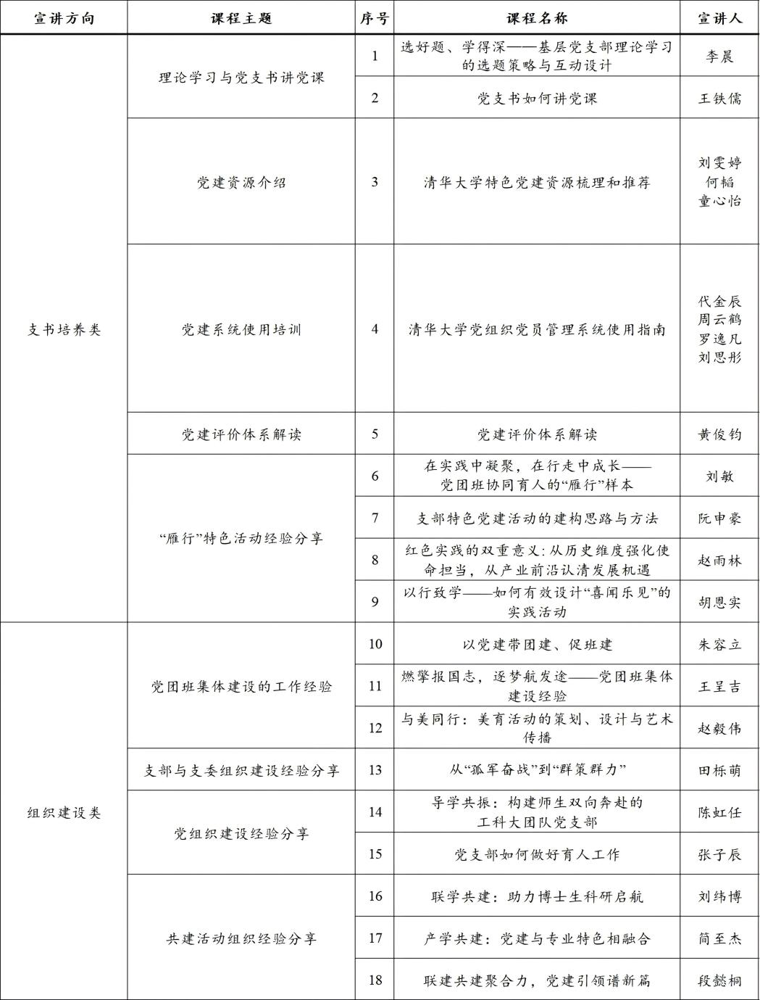 宣讲方向 课程主题 序号 课程名称 宣讲人
支书培养类
理论学习与党支书讲党课
1
选好题、学得深——基层党支部理论学习
的选题策略与互动设计
李晨
2
党支书如何讲党课
王铁儒
党建资源介绍
3
清华大学特色党建资源梳理和推荐
刘雯婷
何韬
童心怡
党建系统使用培训
4
清华大学党组织党员管理系统使用指南
代金辰
周云鹤
罗逸凡
刘思彤
党建评价体系解读
5
党建评价体系解读
黄俊钧
“雁行”特色活动经验分享
6
在实践中凝聚，在行走中成长——
党团班协同育人的“雁行”样本
刘敏
7
支部特色党建活动的建构思路与方法
阮申豪
8
红色实践的双重意义:从历史维度强化使
命担当，从产业前沿认清发展机遇
赵雨林
9
以行致学——如何有效设计“喜闻乐见”的
实践活动
胡恩实
组织建设类
党团班集体建设的工作经验
10
以党建带团建、促班建
朱容立
11
燃擎报国志，逐梦航发途——党团班集体
建设经验
王呈吉
12
与美同行：美育活动的策划、设计与艺术
传播
赵毅伟
支部与支委组织建设经验分享
13
从“孤军奋战”到“群策群力”
田栎萌
党组织建设经验分享
14
导学共振：构建师生双向奔赴的
工科大团队党支部
陈虹任
15
党支部如何做好育人工作
张子辰
共建活动组织经验分享
16
联学共建：助力博士生科研启航
刘纬博
17
产学共建：党建与专业特色相融合
简至杰
18
联建共建聚合力，党建引领谱新篇
段懿桐